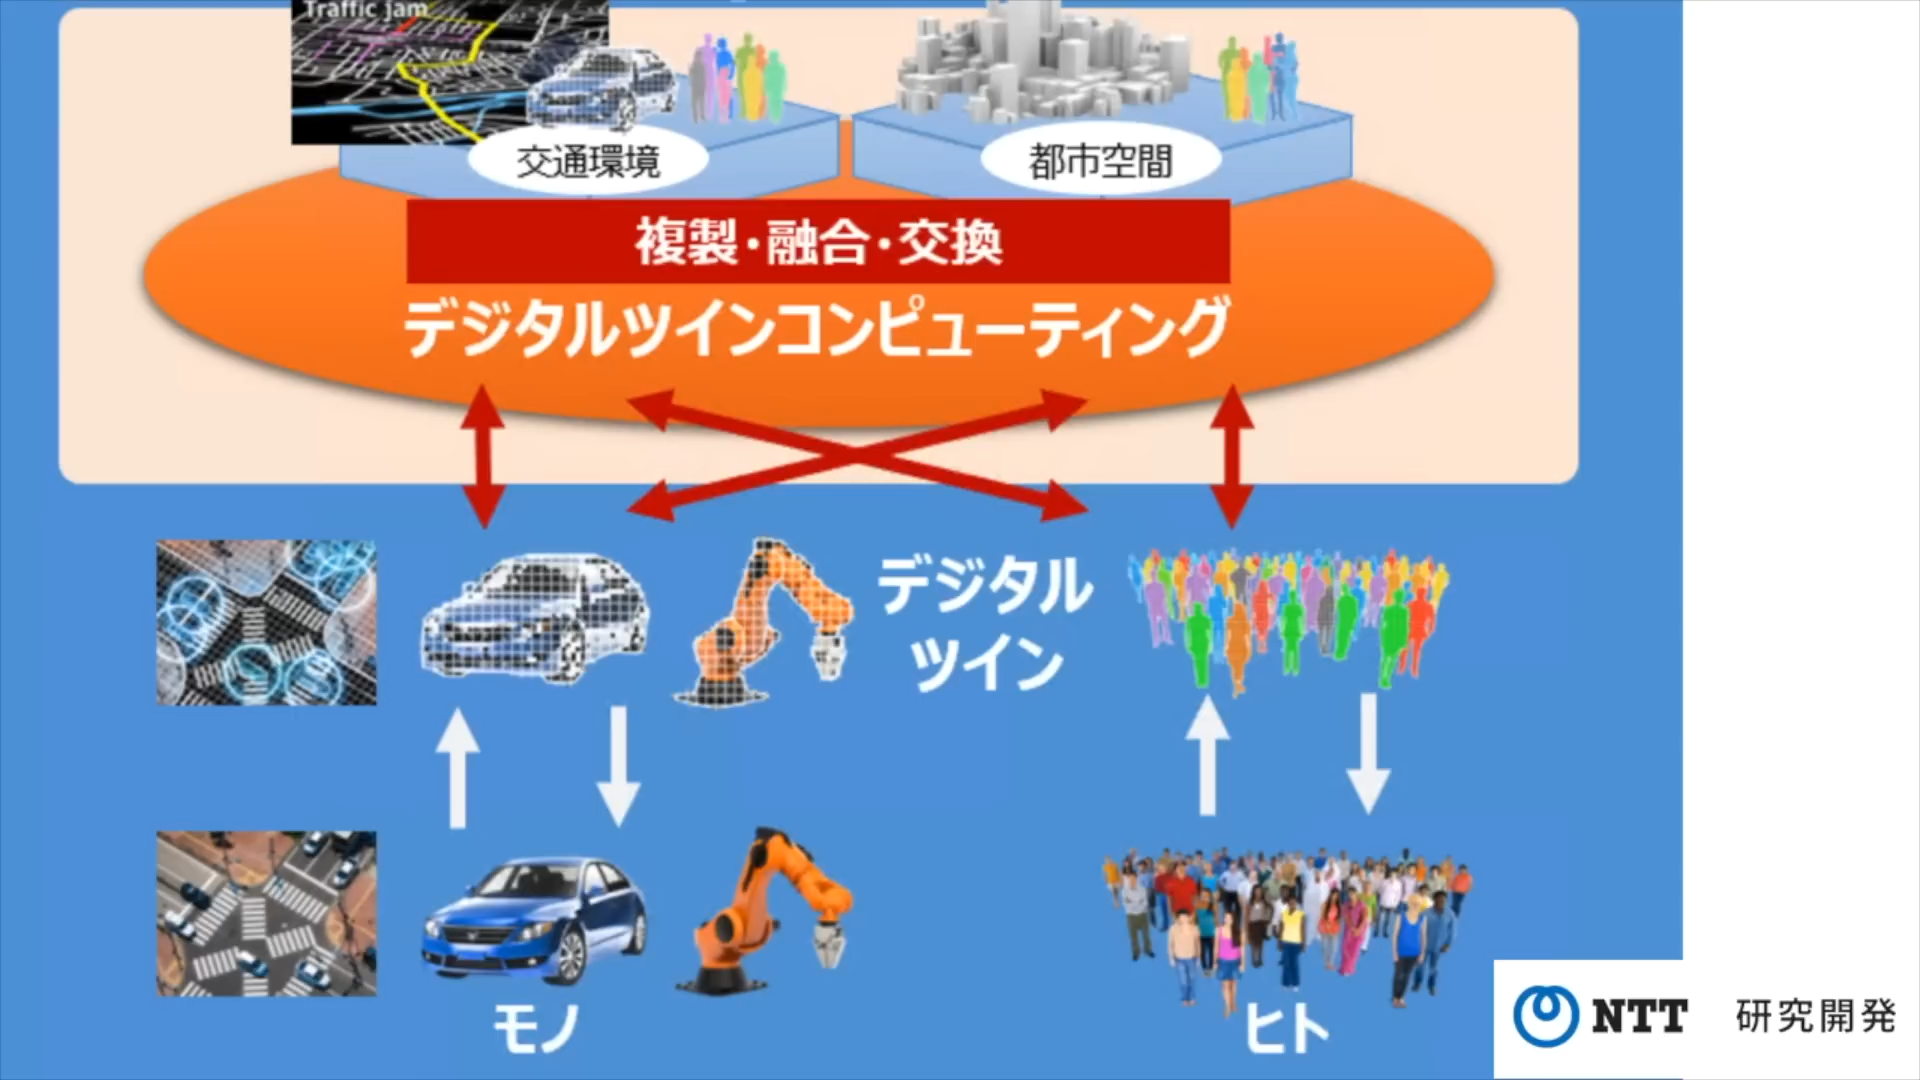 Traffic jam
交通環境
都市空間
複製・融合・交換
デジタルツインコンピューティング
デジタル
ツイン
モノ
ヒト
NTT 研究開発